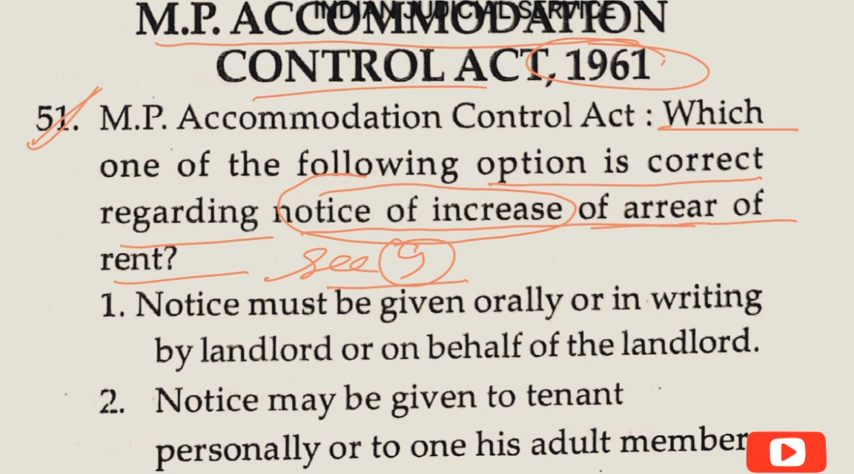 INDIAN JUDICIAL SERVICE
M.P. ACCOMMODATION
CONTROL ACT, 1961
51. M.P. Accommodation Control Act : Which
one of the following option is correct
regarding notice of increase of arrear of
rent?
see 9
1. Notice must be given orally or in writing
by landlord or on behalf of the landlord.
2. Notice may be given to tenant
personally or to one his adult member